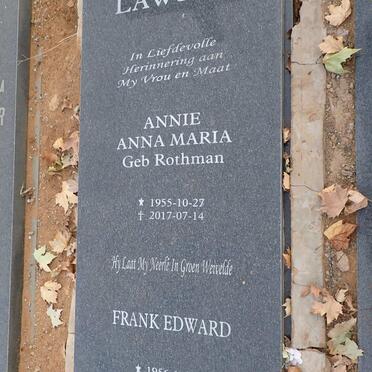 In Liefdevolle
Herinnering aan
My Vrou en Maat
ANNIE
ANNA MARIA
Geb Rothman
★ 1955-10-27
† 2017-07-14
Hy Laat My Neerlê In Groen Weivelde
FRANK EDWARD